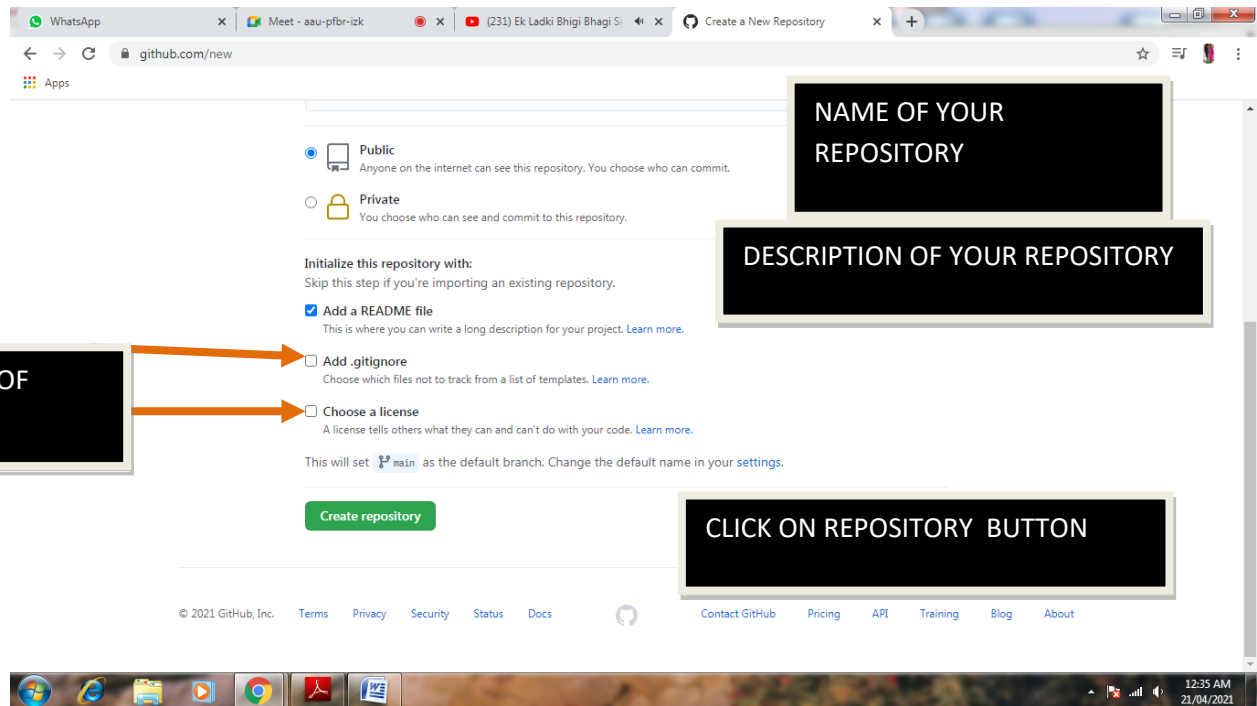 WhatsApp
Meet - aau-pfbr-izk
(231) Ek Ladki Bhigi Bhagi Si
Create a New Repository
github.com/new
Apps
NAME OF YOUR
REPOSITORY
Public
Anyone on the internet can see this repository. You choose who can commit.
Private
You choose who can see and commit to this repository.
DESCRIPTION OF YOUR REPOSITORY
Initialize this repository with:
Skip this step if you're importing an existing repository.
Add a README file
This is where you can write a long description for your project. Learn more.
OF
Add .gitignore
Choose which files not to track from a list of templates. Learn more.
Choose a license
A license tells others what they can and can't do with your code. Learn more.
This will set main as the default branch. Change the default name in your settings.
Create repository
CLICK ON REPOSITORY BUTTON
© 2021 GitHub, Inc. Terms Privacy Security Status Docs Contact GitHub Pricing API Training Blog About
12:35 AM
21/04/2021